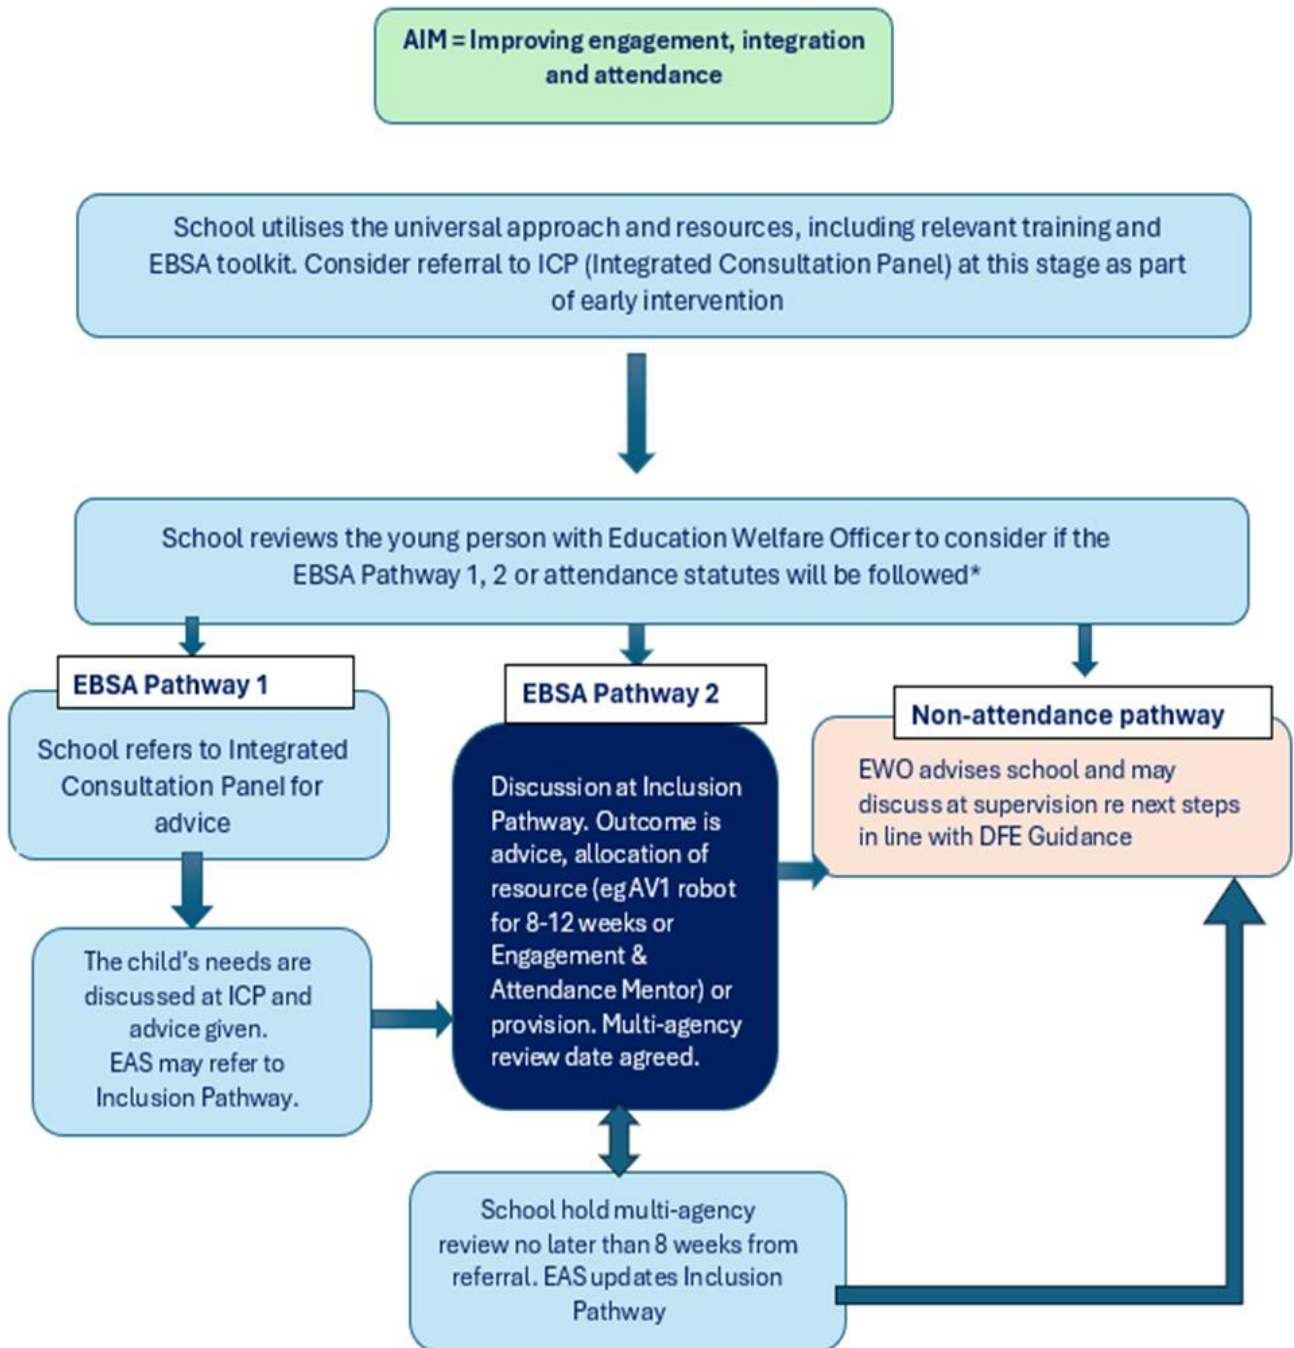 AIM = Improving engagement, integration
and attendance
School utilises the universal approach and resources, including relevant training and
EBSA toolkit. Consider referral to ICP (Integrated Consultation Panel) at this stage as part
of early intervention
School reviews the young person with Education Welfare Officer to consider if the
EBSA Pathway 1, 2 or attendance statutes will be followed*
EBSA Pathway 1
School refers to Integrated
Consultation Panel for
advice
The child's needs are
discussed at ICP and
advice given.
EAS may refer to
Inclusion Pathway.
EBSA Pathway 2
Discussion at Inclusion
Pathway. Outcome is
advice, allocation of
resource (eg AV1 robot
for 8-12 weeks or
Engagement &
Attendance Mentor) or
provision. Multi-agency
review date agreed.
School hold multi-agency
review no later than 8 weeks from
referral. EAS updates Inclusion
Pathway
Non-attendance pathway
EWO advises school and may
discuss at supervision re next steps
in line with DFE Guidance